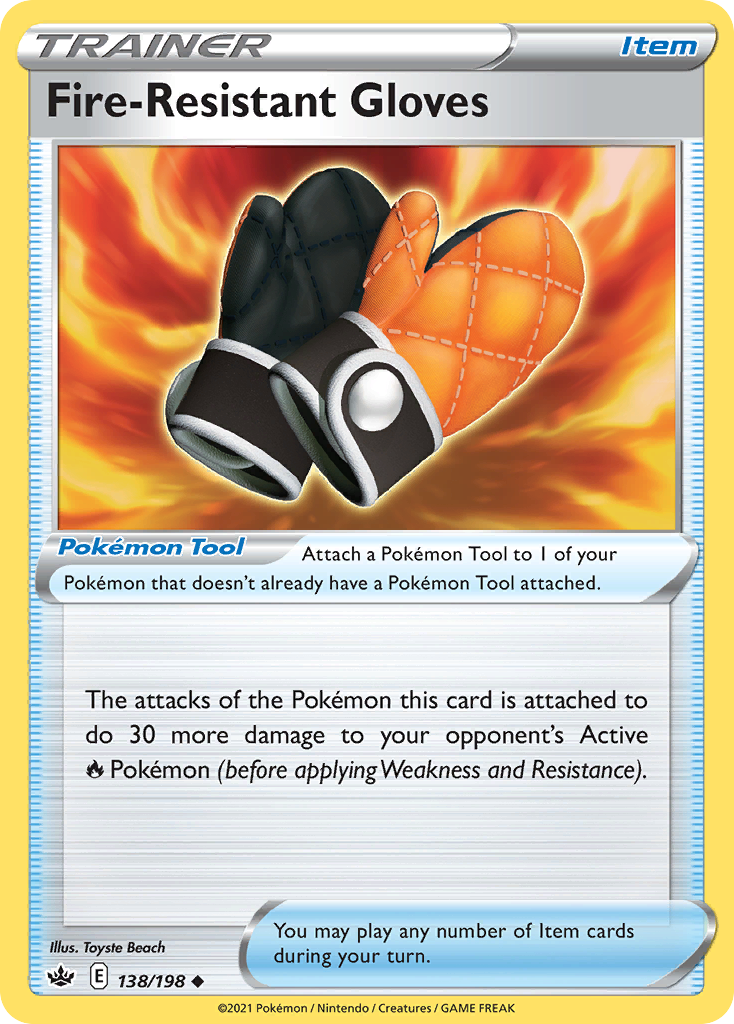 TRAINER
Item
Fire-Resistant Gloves
Pokémon Tool
Attach a Pokémon Tool to 1 of your
Pokémon that doesn't already have a Pokémon Tool attached.
The attacks of the Pokémon this card is attached to
do 30 more damage to your opponent's Active
Pokémon (before applying Weakness and Resistance).
You may play any number of Item cards
during your turn.
Illus. Toyste Beach
E
138/198
©2021 Pokémon / Nintendo / Creatures / GAME FREAK